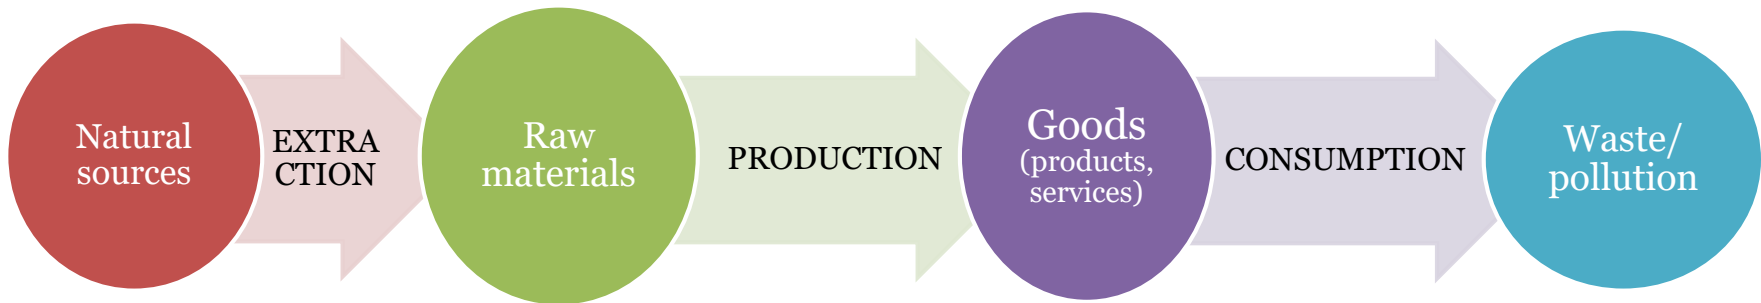 Natural
sources
EXTRA
CTION
Raw
materials
PRODUCTION
Goods
(products,
services)
CONSUMPTION
Waste/
pollution